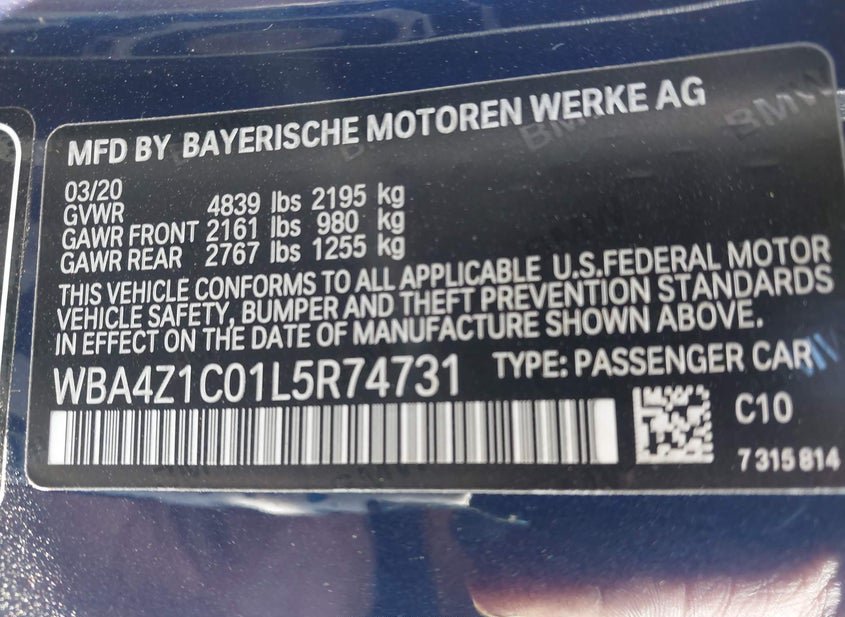 MFD BY BAYERISCHE MOTOREN WERKE AG
03/20
GVWR 4839 lbs 2195 kg
GAWR FRONT 2161 lbs 980 kg
GAWR REAR 2767 lbs 1255 kg
THIS VEHICLE CONFORMS TO ALL APPLICABLE U.S.FEDERAL MOTOR
VEHICLE SAFETY, BUMPER AND THEFT PREVENTION STANDARDS
IN EFFECT ON THE DATE OF MANUFACTURE SHOWN ABOVE.
WBA4Z1C01L5R74731 TYPE: PASSENGER CAR
C10
7 315 814